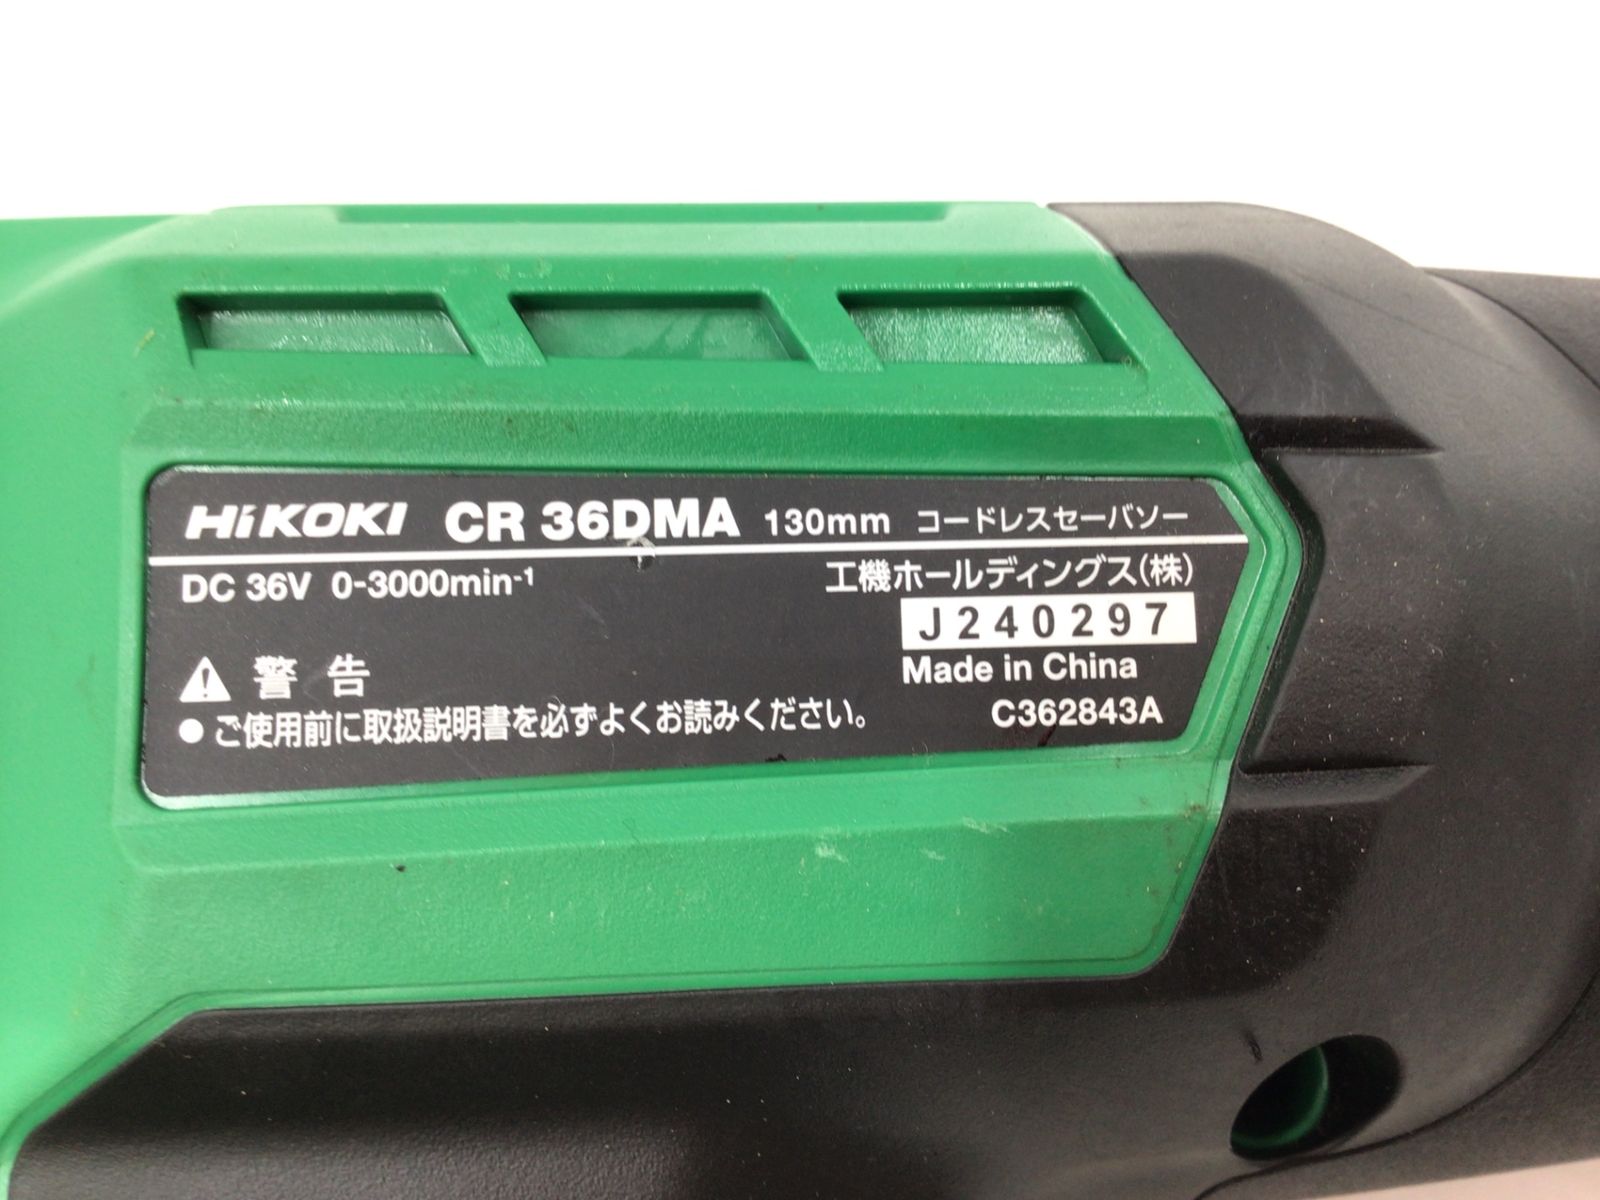 HiKOKI CR 36DMA 130mm コードレスセーバソー
DC 36V 0-3000min⁻¹ 工機ホールディングス(株)
J240297
Made in China
⚠ 警告
C362843A
● ご使用前に取扱説明書を必ずよくお読みください。